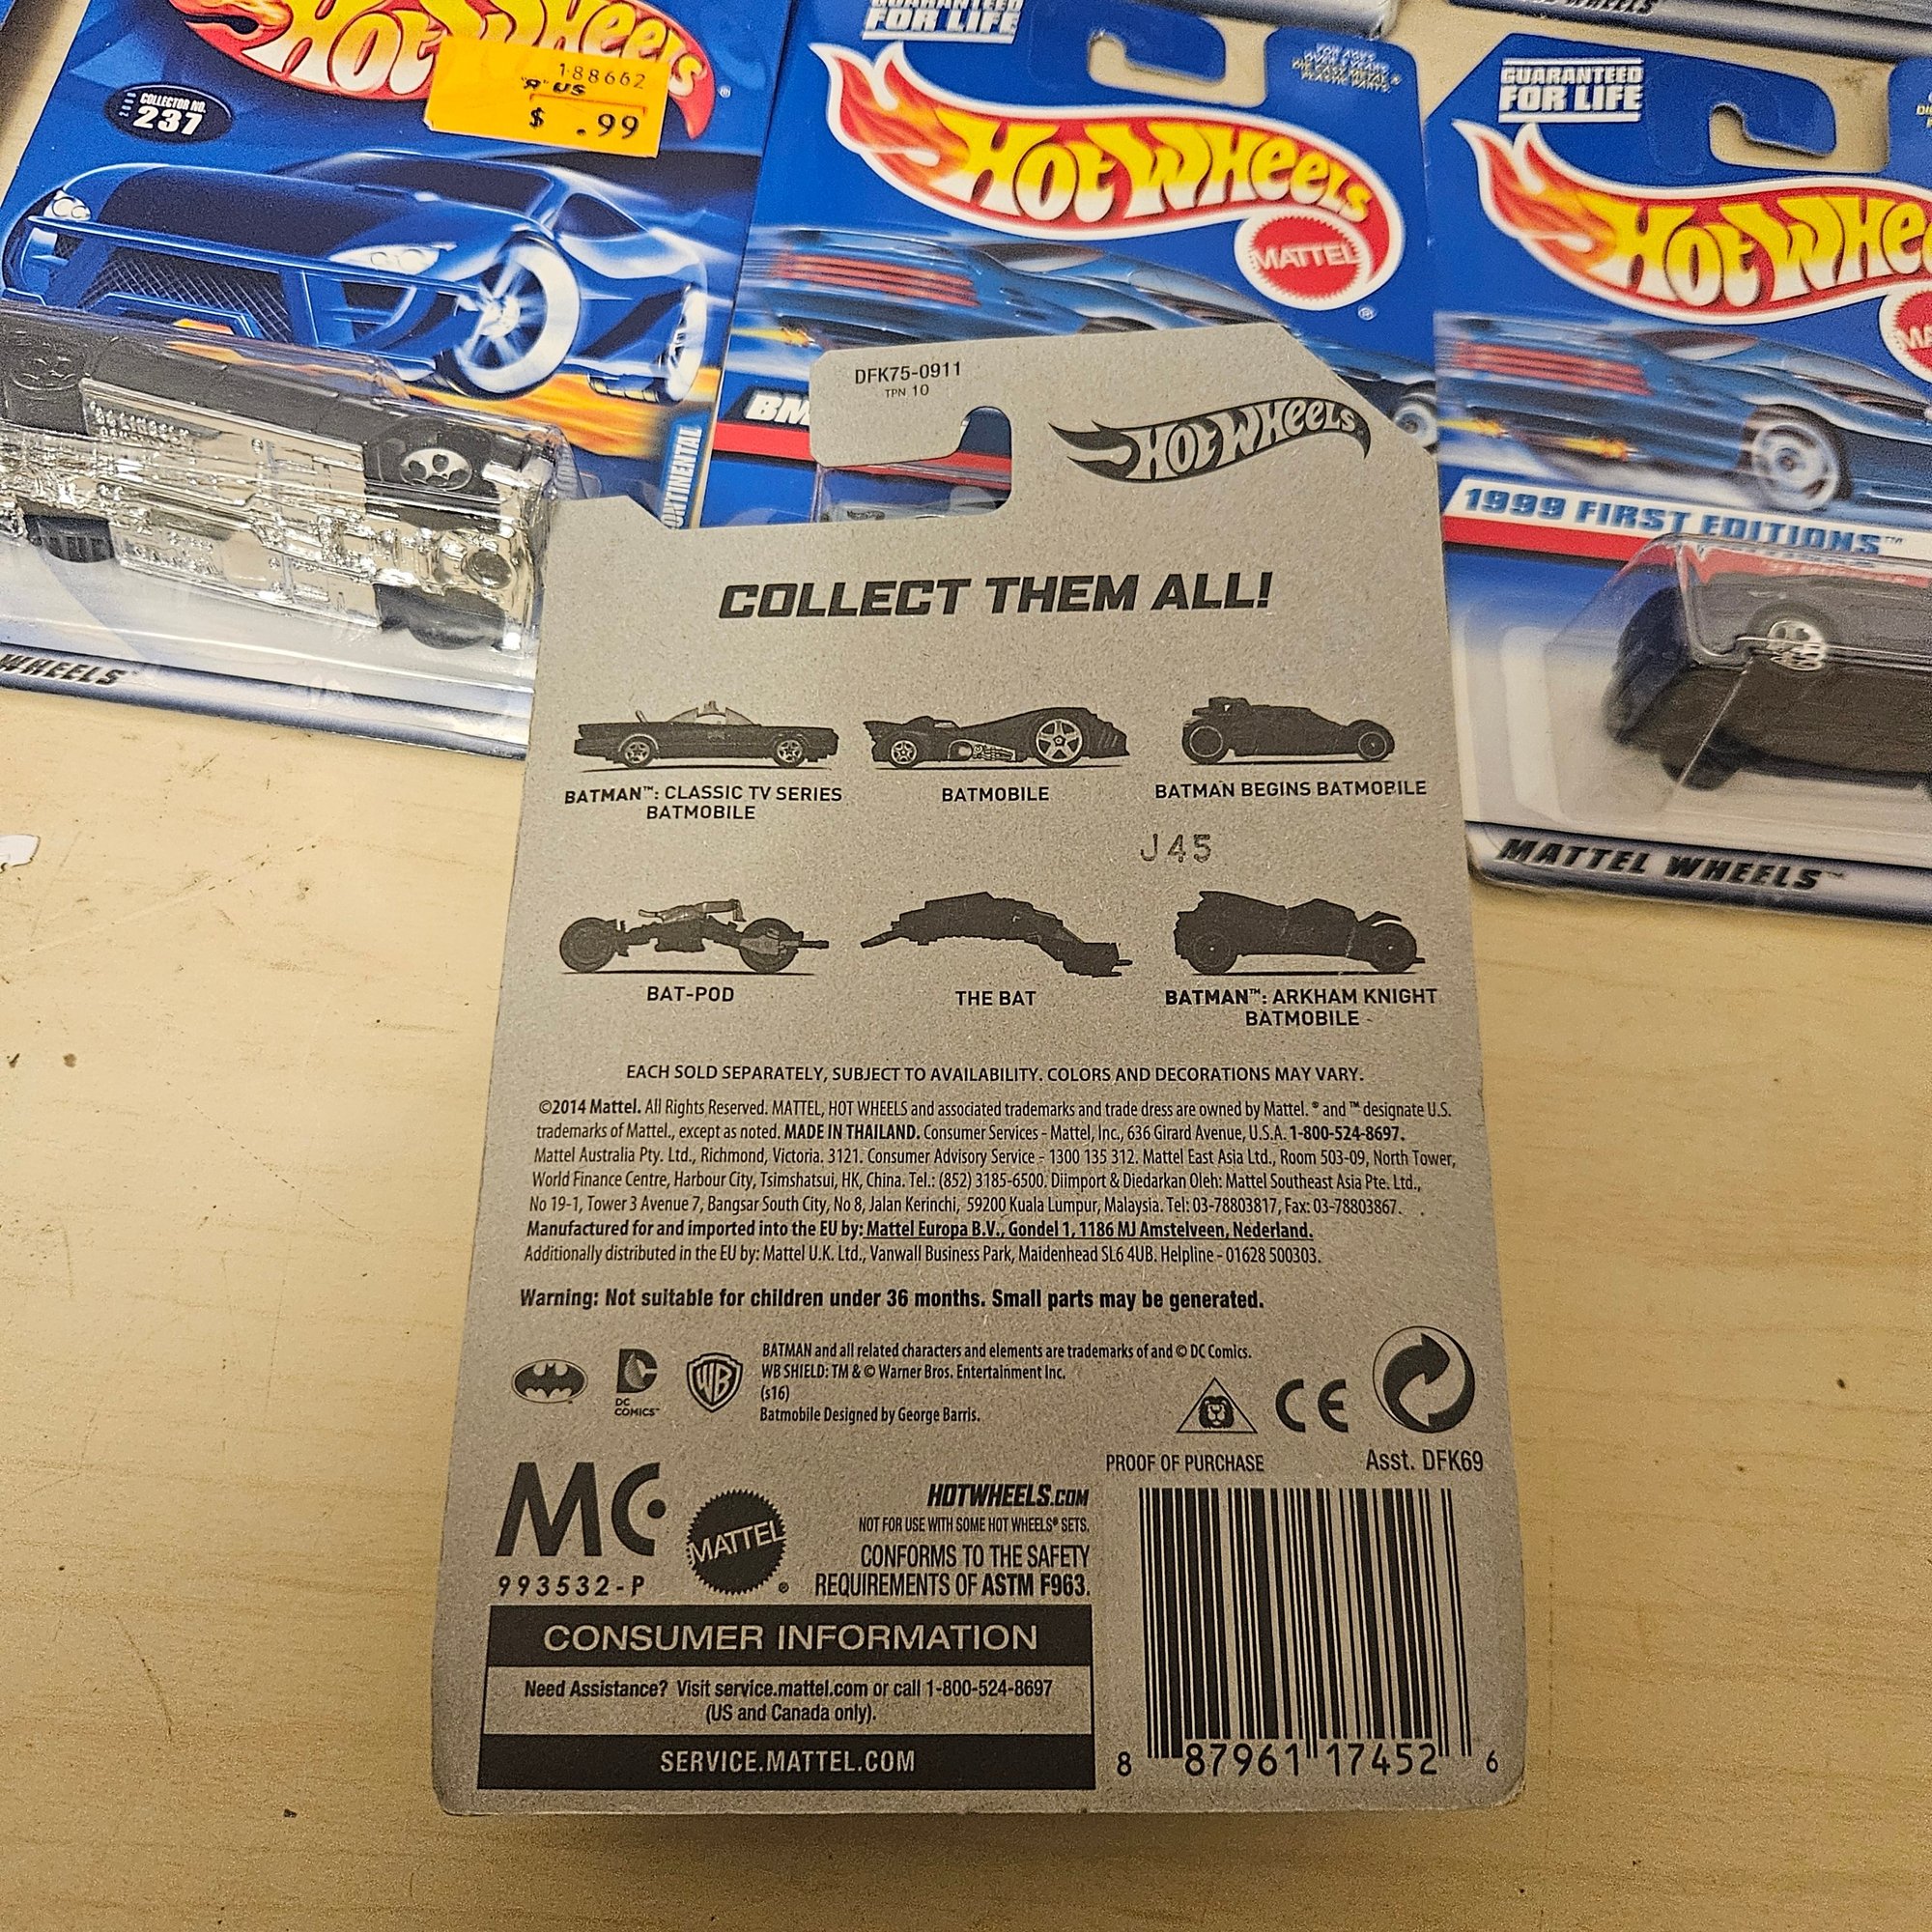 HOT WHEELS
COLLECTOR NO.
237
188662
"R" US
$ .99
GUARANTEED
FOR LIFE
HOT WHEELS
MATTEL
WHEELS
GUARANTEED
FOR LIFE
1999 FIRST EDITIONS™
MATTEL WHEELS™
WHEELS
DFK75-0911
TPN 10
HOT WHEELS
COLLECT THEM ALL!
BATMAN™: CLASSIC TV SERIES
BATMOBILE
BATMOBILE
BATMAN BEGINS BATMOBILE
J45
BAT-POD
THE BAT
BATMAN™: ARKHAM KNIGHT
BATMOBILE
EACH SOLD SEPARATELY, SUBJECT TO AVAILABILITY. COLORS AND DECORATIONS MAY VARY.
©2014 Mattel. All Rights Reserved. MATTEL, HOT WHEELS and associated trademarks and trade dress are owned by Mattel. ® and ™ designate U.S.
trademarks of Mattel., except as noted. MADE IN THAILAND. Consumer Services - Mattel, Inc., 636 Girard Avenue, U.S.A. 1-800-524-8697.
Mattel Australia Pty. Ltd., Richmond, Victoria. 3121. Consumer Advisory Service - 1300 135 312. Mattel East Asia Ltd., Room 503-09, North Tower,
World Finance Centre, Harbour City, Tsimshatsui, HK, China. Tel.: (852) 3185-6500. Diimport & Diedarkan Oleh: Mattel Southeast Asia Pte. Ltd.,
No 19-1, Tower 3 Avenue 7, Bangsar South City, No 8, Jalan Kerinchi, 59200 Kuala Lumpur, Malaysia. Tel: 03-78803817, Fax: 03-78803867.
Manufactured for and imported into the EU by: Mattel Europa B.V., Gondel 1, 1186 MJ Amstelveen, Nederland.
Additionally distributed in the EU by: Mattel U.K. Ltd., Vanwall Business Park, Maidenhead SL6 4UB. Helpline - 01628 500303.
Warning: Not suitable for children under 36 months. Small parts may be generated.
BATMAN and all related characters and elements are trademarks of and © DC Comics.
WB SHIELD: TM & © Warner Bros. Entertainment Inc.
(s16)
Batmobile Designed by George Barris.
DC
COMICS™
WB
CE
PROOF OF PURCHASE
Asst. DFK69
MC
993532-P
MATTEL®
HOTWHEELS.COM
NOT FOR USE WITH SOME HOT WHEELS® SETS.
CONFORMS TO THE SAFETY
REQUIREMENTS OF ASTM F963.
CONSUMER INFORMATION
Need Assistance? Visit service.mattel.com or call 1-800-524-8697
(US and Canada only).
SERVICE.MATTEL.COM
8 87961 17452 6